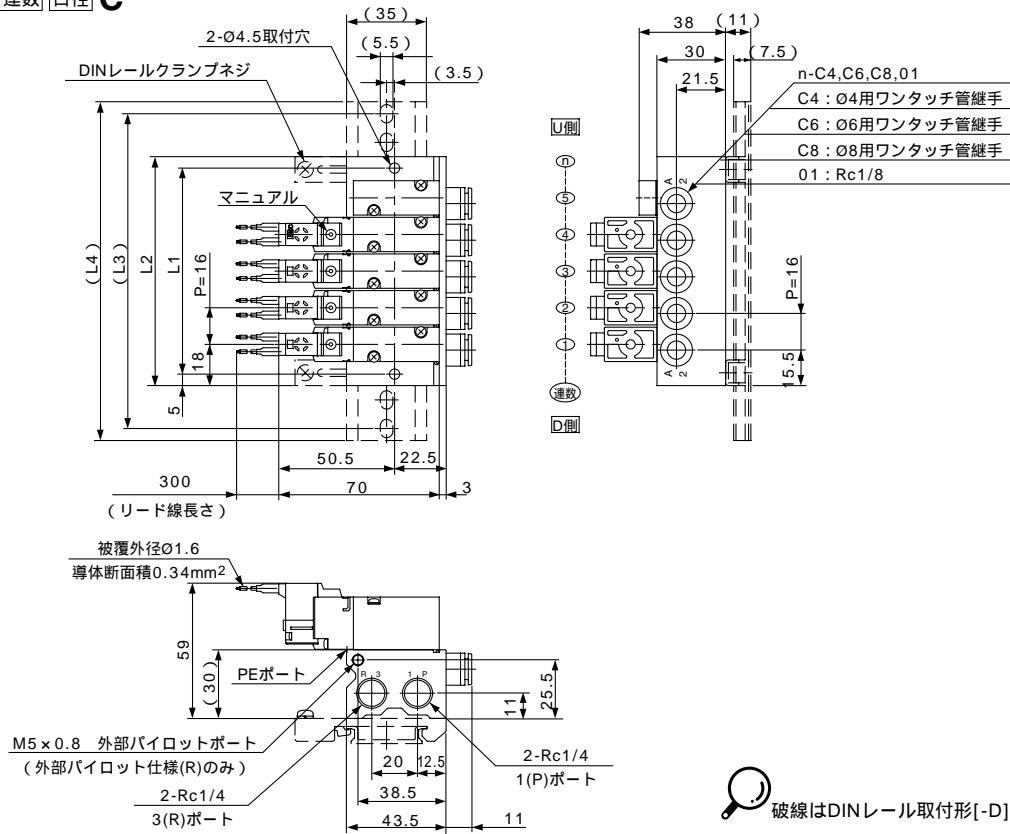 連数 口径 C
(35)
2-Ø4.5取付穴
(5.5)
DINレールクランプネジ
(3.5)
マニュアル
(L4)
(L3)
L2
L1
P=16
18
5
50.5
22.5
300
70
3
(リード線長さ)
38
(11)
30
(7.5)
21.5
n-C4,C6,C8,01
C4:Ø4用ワンタッチ管継手
C6:Ø6用ワンタッチ管継手
C8:Ø8用ワンタッチ管継手
01:Rc1/8
U側
n
5
4
3
2
1
連数
D側
A 2
P=16
A 2
15.5
被覆外径Ø1.6
導体断面積0.34mm2
59
(30)
PEポート
R 3
1 P
11
25.5
M5×0.8 外部パイロットポート
(外部パイロット仕様(R)のみ)
20
12.5
2-Rc1/4
1(P)ポート
2-Rc1/4
3(R)ポート
38.5
43.5
11
破線はDINレール取付形[-D]